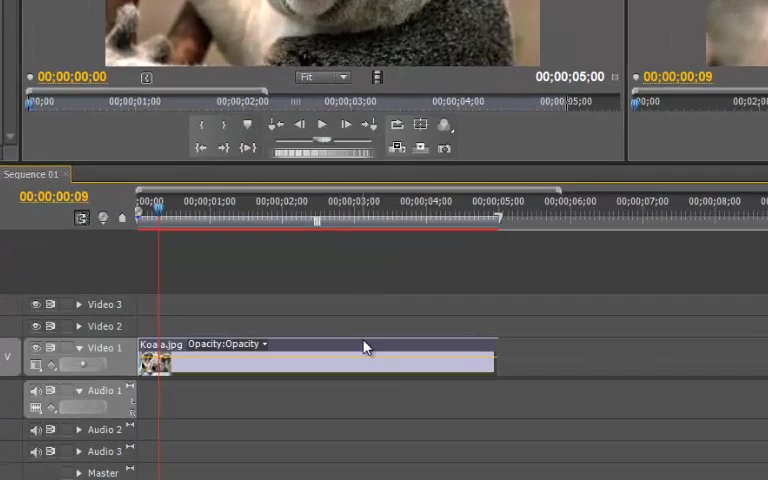 00;00;00;00 Fit 00;00;05;00 00;00;00;09
00;00 00;00;01;00 00;00;02;00 00;00;03;00 00;00;04;00 00;00;05;00 00;00 00;02;0
Sequence 01
00;00;00;09
;00;00 00;00;01;00 00;00;02;00 00;00;03;00 00;00;04;00 00;00;05;00 00;00;06;00 00;00;07;00 00;00;08;00
Video 3
Video 2
V Video 1
Koala.jpg Opacity:Opacity
Audio 1
L
R
Audio 2
Audio 3
Master